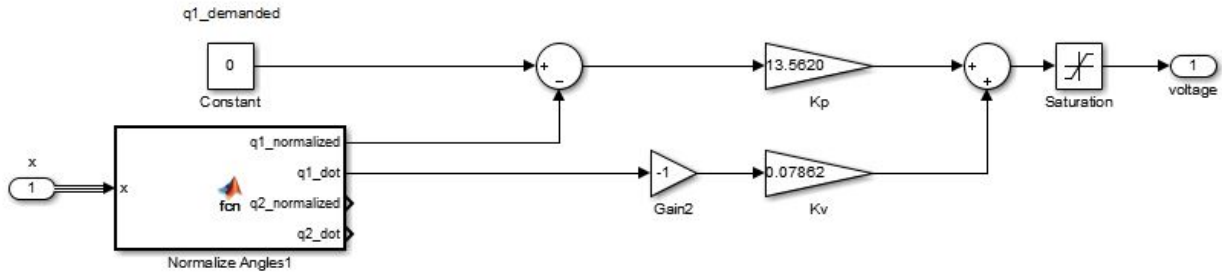 q1_demanded
0
Constant
+
−
13.5620
Kp
+
+
Saturation
1
voltage
x
1
x
fcn
q1_normalized
q1_dot
q2_normalized
q2_dot
Normalize Angles1
-1
Gain2
0.07862
Kv